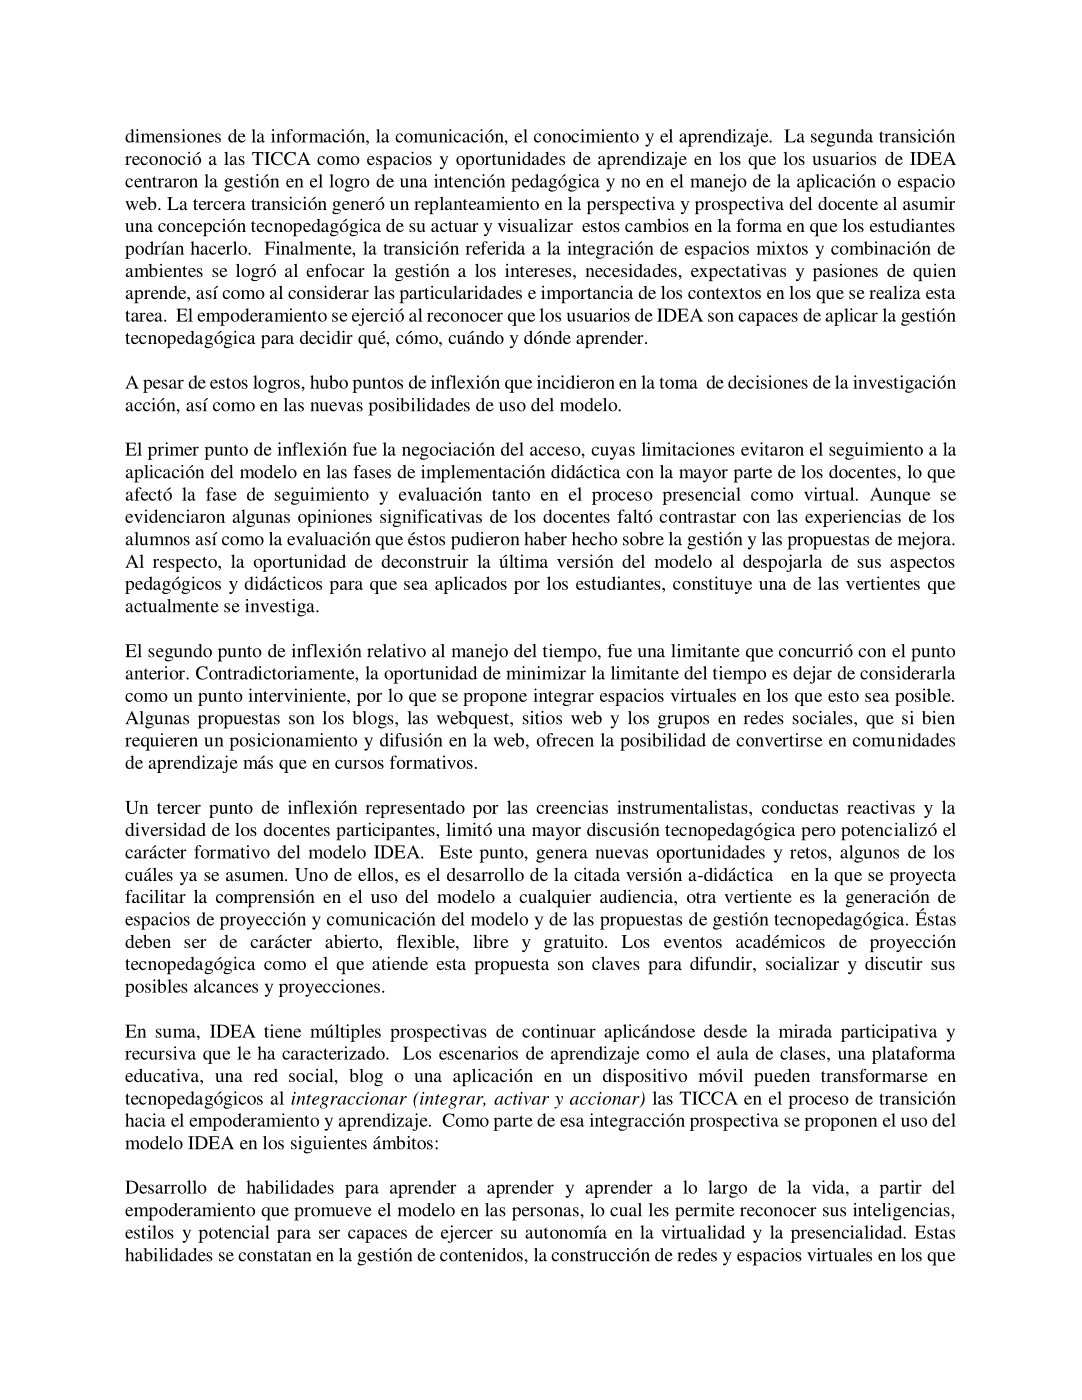 dimensiones de la información, la comunicación, el conocimiento y el aprendizaje.  La segunda transición
reconoció a las TICCA como espacios y oportunidades de aprendizaje en los que los usuarios de IDEA
centraron la gestión en el logro de una intención pedagógica y no en el manejo de la aplicación o espacio
web. La tercera transición generó un replanteamiento en la perspectiva y prospectiva del docente al asumir
una concepción tecnopedagógica de su actuar y visualizar  estos cambios en la forma en que los estudiantes
podrían hacerlo.  Finalmente, la transición referida a la integración de espacios mixtos y combinación de
ambientes se logró al enfocar la gestión a los intereses, necesidades, expectativas y pasiones de quien
aprende, así como al considerar las particularidades e importancia de los contextos en los que se realiza esta
tarea.  El empoderamiento se ejerció al reconocer que los usuarios de IDEA son capaces de aplicar la gestión
tecnopedagógica para decidir qué, cómo, cuándo y dónde aprender.
A pesar de estos logros, hubo puntos de inflexión que incidieron en la toma  de decisiones de la investigación
acción, así como en las nuevas posibilidades de uso del modelo.
El primer punto de inflexión fue la negociación del acceso, cuyas limitaciones evitaron el seguimiento a la
aplicación del modelo en las fases de implementación didáctica con la mayor parte de los docentes, lo que
afectó la fase de seguimiento y evaluación tanto en el proceso presencial como virtual. Aunque se
evidenciaron algunas opiniones significativas de los docentes faltó contrastar con las experiencias de los
alumnos así como la evaluación que éstos pudieron haber hecho sobre la gestión y las propuestas de mejora.
Al respecto, la oportunidad de deconstruir la última versión del modelo al despojarla de sus aspectos
pedagógicos y didácticos para que sea aplicados por los estudiantes, constituye una de las vertientes que
actualmente se investiga.
El segundo punto de inflexión relativo al manejo del tiempo, fue una limitante que concurrió con el punto
anterior. Contradictoriamente, la oportunidad de minimizar la limitante del tiempo es dejar de considerarla
como un punto interviniente, por lo que se propone integrar espacios virtuales en los que esto sea posible.
Algunas propuestas son los blogs, las webquest, sitios web y los grupos en redes sociales, que si bien
requieren un posicionamiento y difusión en la web, ofrecen la posibilidad de convertirse en comunidades
de aprendizaje más que en cursos formativos.
Un tercer punto de inflexión representado por las creencias instrumentalistas, conductas reactivas y la
diversidad de los docentes participantes, limitó una mayor discusión tecnopedagógica pero potencializó el
carácter formativo del modelo IDEA.  Este punto, genera nuevas oportunidades y retos, algunos de los
cuáles ya se asumen. Uno de ellos, es el desarrollo de la citada versión a-didáctica   en la que se proyecta
facilitar la comprensión en el uso del modelo a cualquier audiencia, otra vertiente es la generación de
espacios de proyección y comunicación del modelo y de las propuestas de gestión tecnopedagógica. Éstas
deben ser de carácter abierto, flexible, libre y gratuito. Los eventos académicos de proyección
tecnopedagógica como el que atiende esta propuesta son claves para difundir, socializar y discutir sus
posibles alcances y proyecciones.
En suma, IDEA tiene múltiples prospectivas de continuar aplicándose desde la mirada participativa y
recursiva que le ha caracterizado.  Los escenarios de aprendizaje como el aula de clases, una plataforma
educativa, una red social, blog o una aplicación en un dispositivo móvil pueden transformarse en
tecnopedagógicos al integraccionar (integrar, activar y accionar) las TICCA en el proceso de transición
hacia el empoderamiento y aprendizaje.  Como parte de esa integracción prospectiva se proponen el uso del
modelo IDEA en los siguientes ámbitos:
Desarrollo de habilidades para aprender a aprender y aprender a lo largo de la vida, a partir del
empoderamiento que promueve el modelo en las personas, lo cual les permite reconocer sus inteligencias,
estilos y potencial para ser capaces de ejercer su autonomía en la virtualidad y la presencialidad. Estas
habilidades se constatan en la gestión de contenidos, la construcción de redes y espacios virtuales en los que